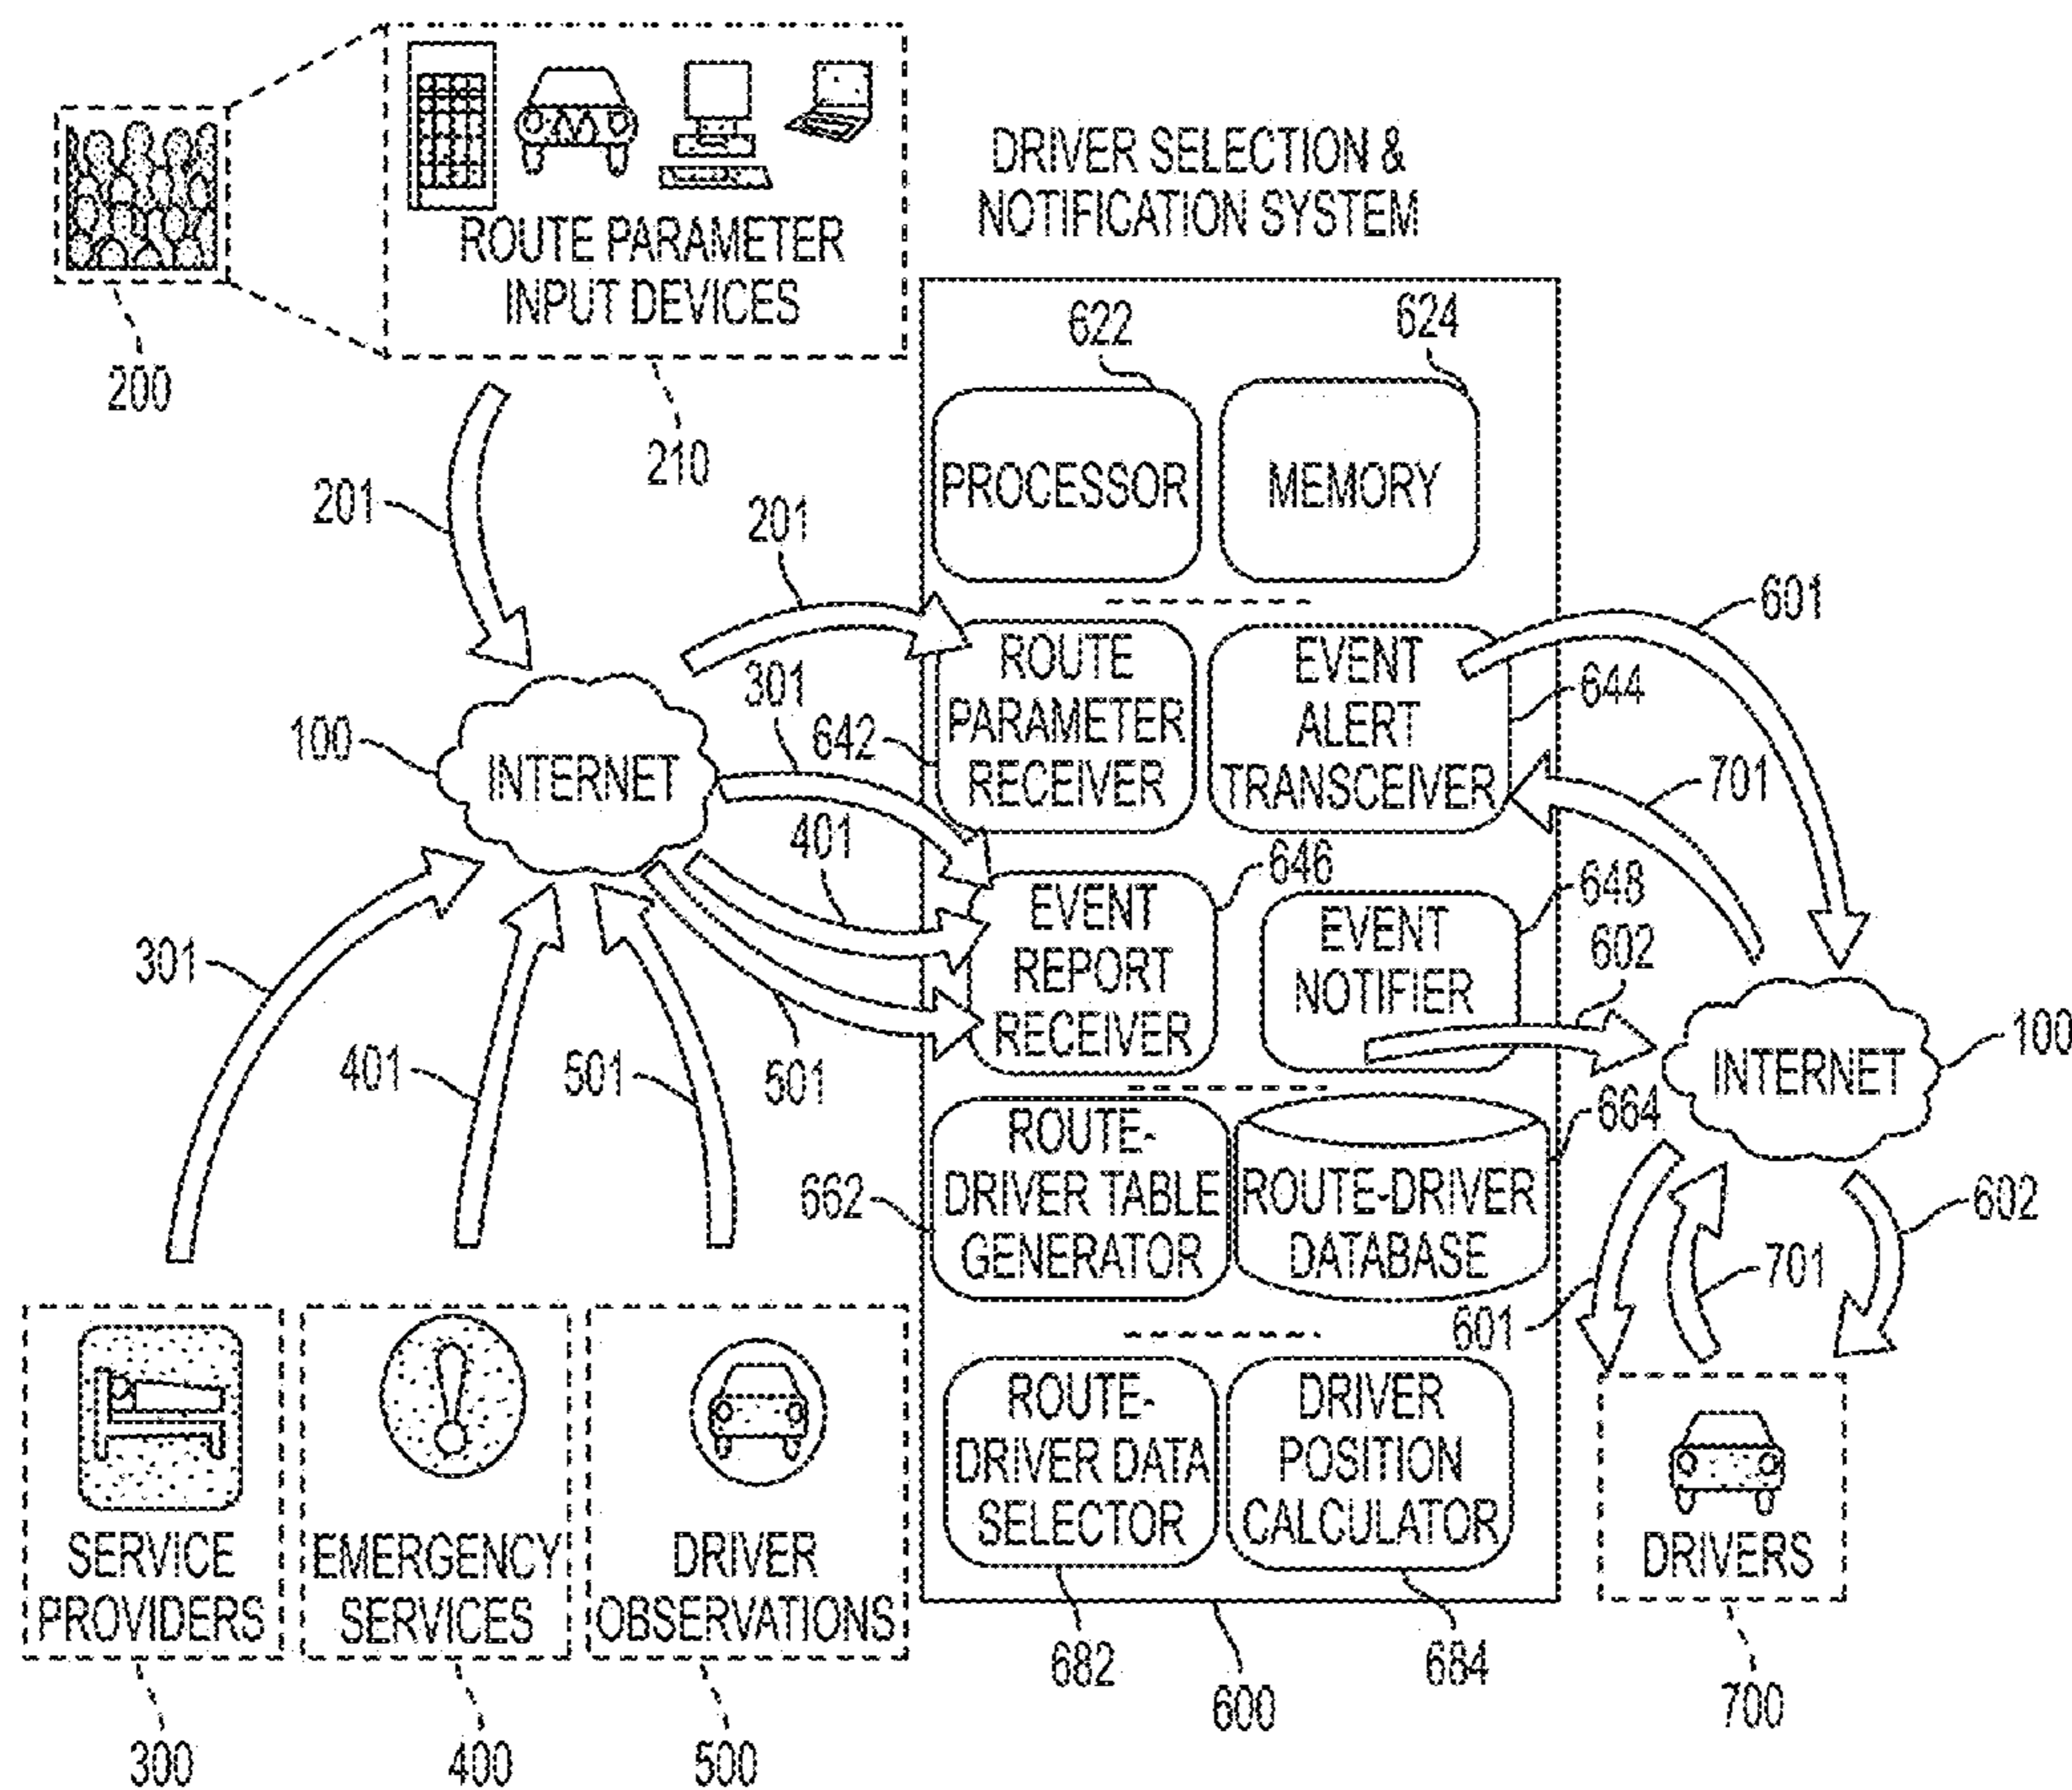 ROUTE PARAMETER
INPUT DEVICES
200
210
DRIVER SELECTION &
NOTIFICATION SYSTEM
622
624
PROCESSOR
MEMORY
201
201
601
ROUTE
PARAMETER
RECEIVER
EVENT
ALERT
TRANSCEIVER
301
642
644
100
INTERNET
701
401
646
648
EVENT
REPORT
RECEIVER
EVENT
NOTIFIER
602
301
401
501
501
INTERNET
100
664
ROUTE-
DRIVER TABLE
GENERATOR
ROUTE-DRIVER
DATABASE
662
602
701
601
ROUTE-
DRIVER DATA
SELECTOR
DRIVER
POSITION
CALCULATOR
SERVICE
PROVIDERS
EMERGENCY
SERVICES
DRIVER
OBSERVATIONS
DRIVERS
682
684
600
700
300
400
500